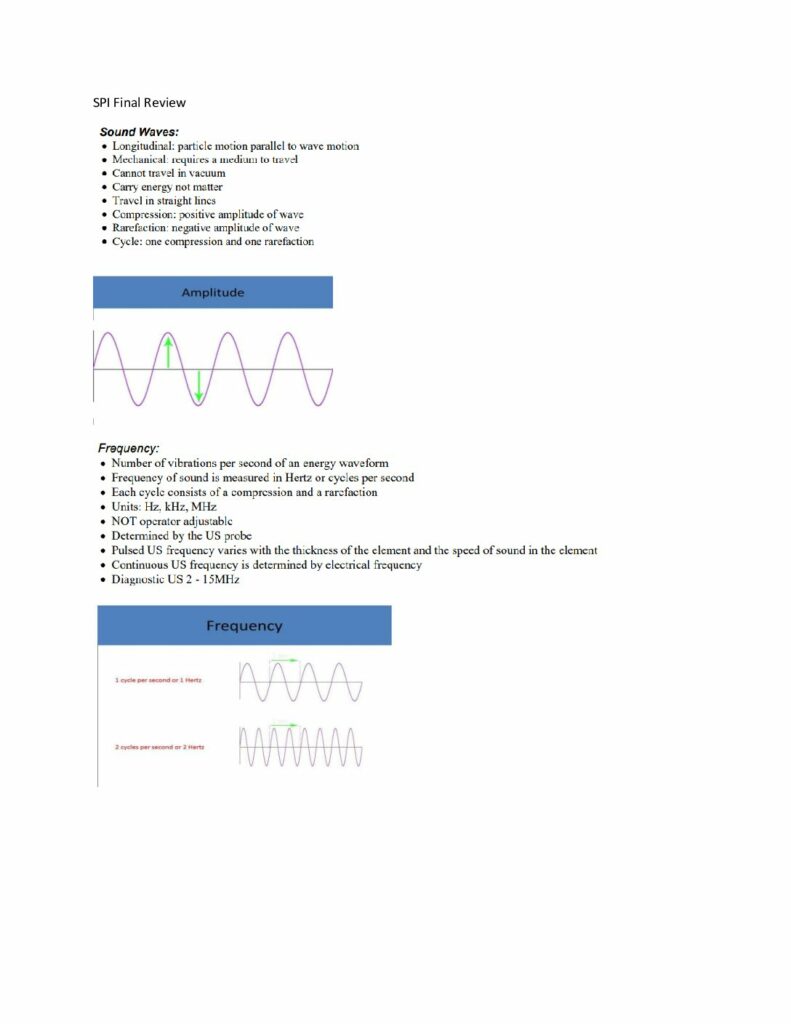 SPI Final Review
Sound Waves:
• Longitudinal: particle motion parallel to wave motion
• Mechanical: requires a medium to travel
• Cannot travel in vacuum
• Carry energy not matter
• Travel in straight lines
• Compression: positive amplitude of wave
• Rarefaction: negative amplitude of wave
• Cycle: one compression and one rarefaction
Amplitude
Frequency:
• Number of vibrations per second of an energy waveform
• Frequency of sound is measured in Hertz or cycles per second
• Each cycle consists of a compression and a rarefaction
• Units: Hz, kHz, MHz
• NOT operator adjustable
• Determined by the US probe
• Pulsed US frequency varies with the thickness of the element and the speed of sound in the element
• Continuous US frequency is determined by electrical frequency
• Diagnostic US 2 - 15MHz
Frequency
1 cycle per second or 1 Hertz
2 cycles per second or 2 Hertz